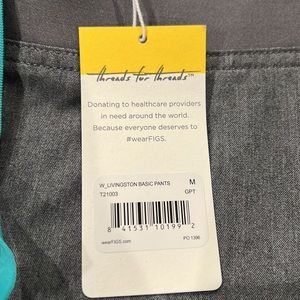 threads for threads™
Donating to healthcare providers
in need around the world.
Because everyone deserves to
#wearFIGS.
W_LIVINGSTON BASIC PANTS M
T21003 GPT
8 41531 10199 2
wearFIGS.com PO 1396